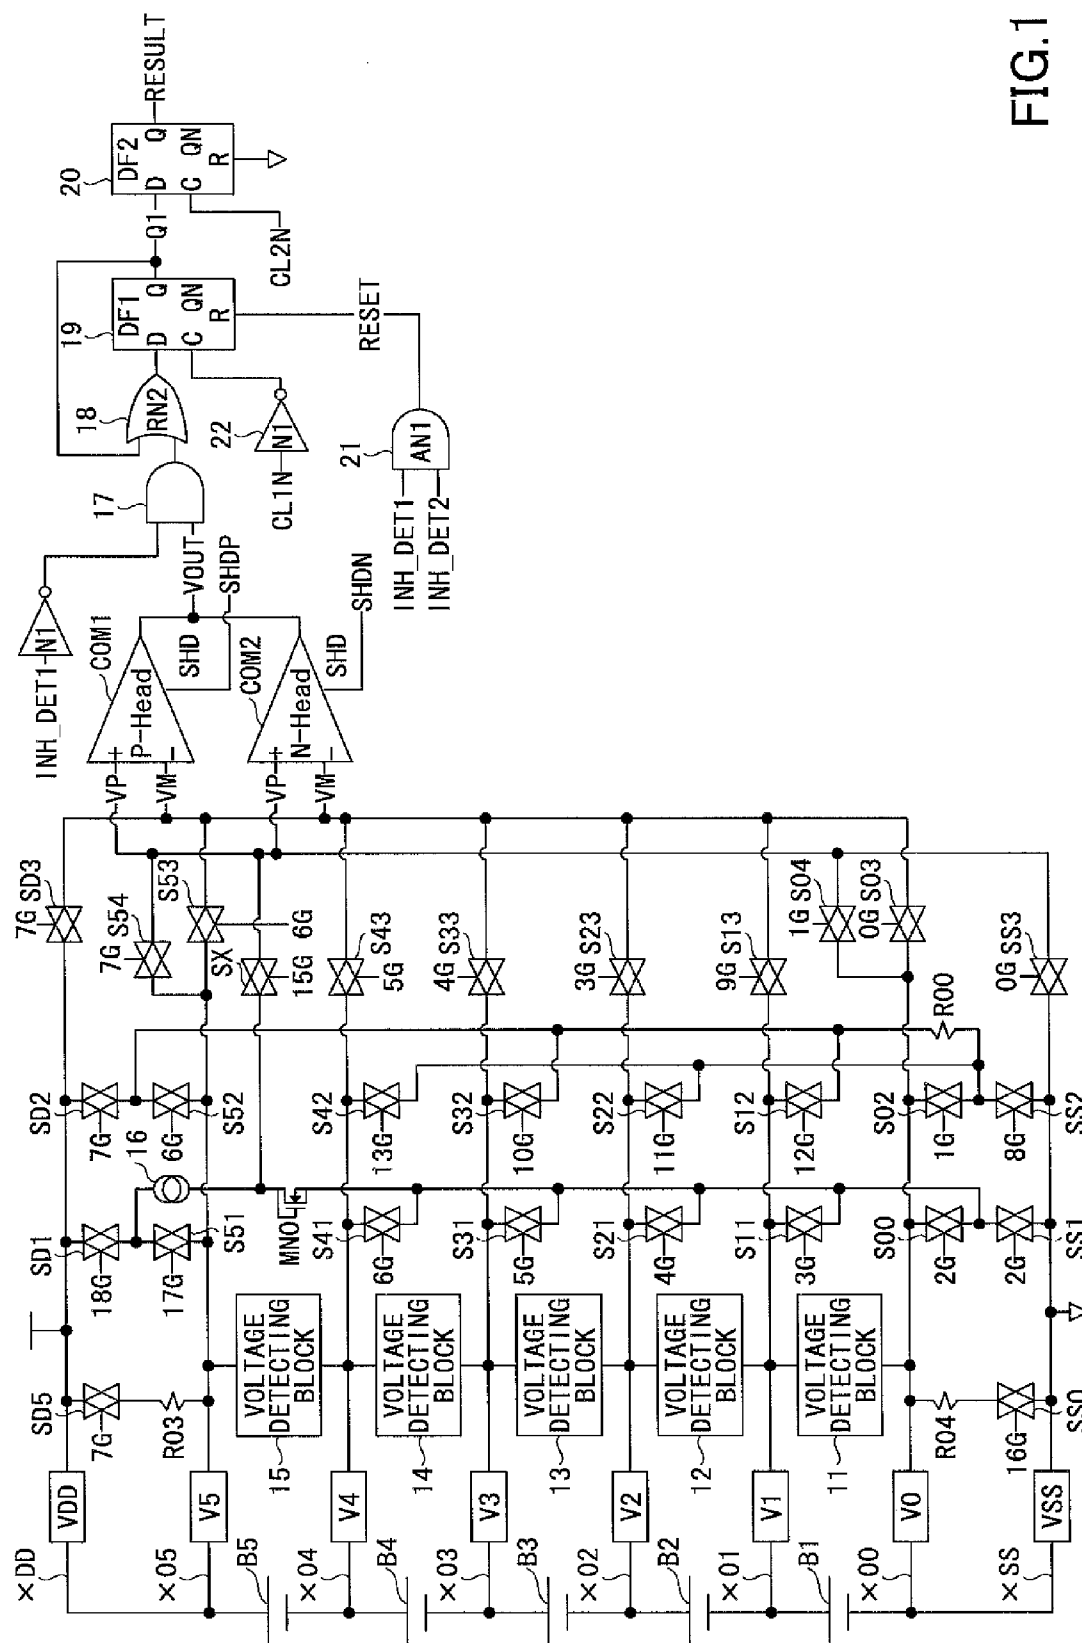 FIG.1
INH_DET1
N1
COM1
P-Head
VP
VM
+
-
SHD
SHDP
VOUT
COM2
N-Head
VP
VM
+
-
SHD
SHDN
17
18
RN2
19
DF1
D
Q
C
QN
R
Q1
20
DF2
D
Q
C
QN
R
RESULT
CL2N
22
N1
CL1N
RESET
21
AN1
INH_DET1
INH_DET2
7G SD3
7G S54
S53
6G
SX
15G
S43
5G
4G S33
3G S23
9G S13
1G S04
0G S03
0G SS3
SD2
7G
6G
S52
S42
13G
S32
10G
S22
11G
S12
12G
S02
1G
8G
SS2
R00
16
SD1
18G
17G
S51
MN0
S41
6G
S31
5G
S21
4G
S11
3G
S00
2G
2G
SS1
SD5
7G
R03
15
VOLTAGE
DETECTING
BLOCK
14
VOLTAGE
DETECTING
BLOCK
13
VOLTAGE
DETECTING
BLOCK
12
VOLTAGE
DETECTING
BLOCK
11
VOLTAGE
DETECTING
BLOCK
R04
16G
SS0
VDD
V5
V4
V3
V2
V1
V0
VSS
×DD
×05
B5
×04
B4
×03
B3
×02
B2
×01
B1
×00
×SS